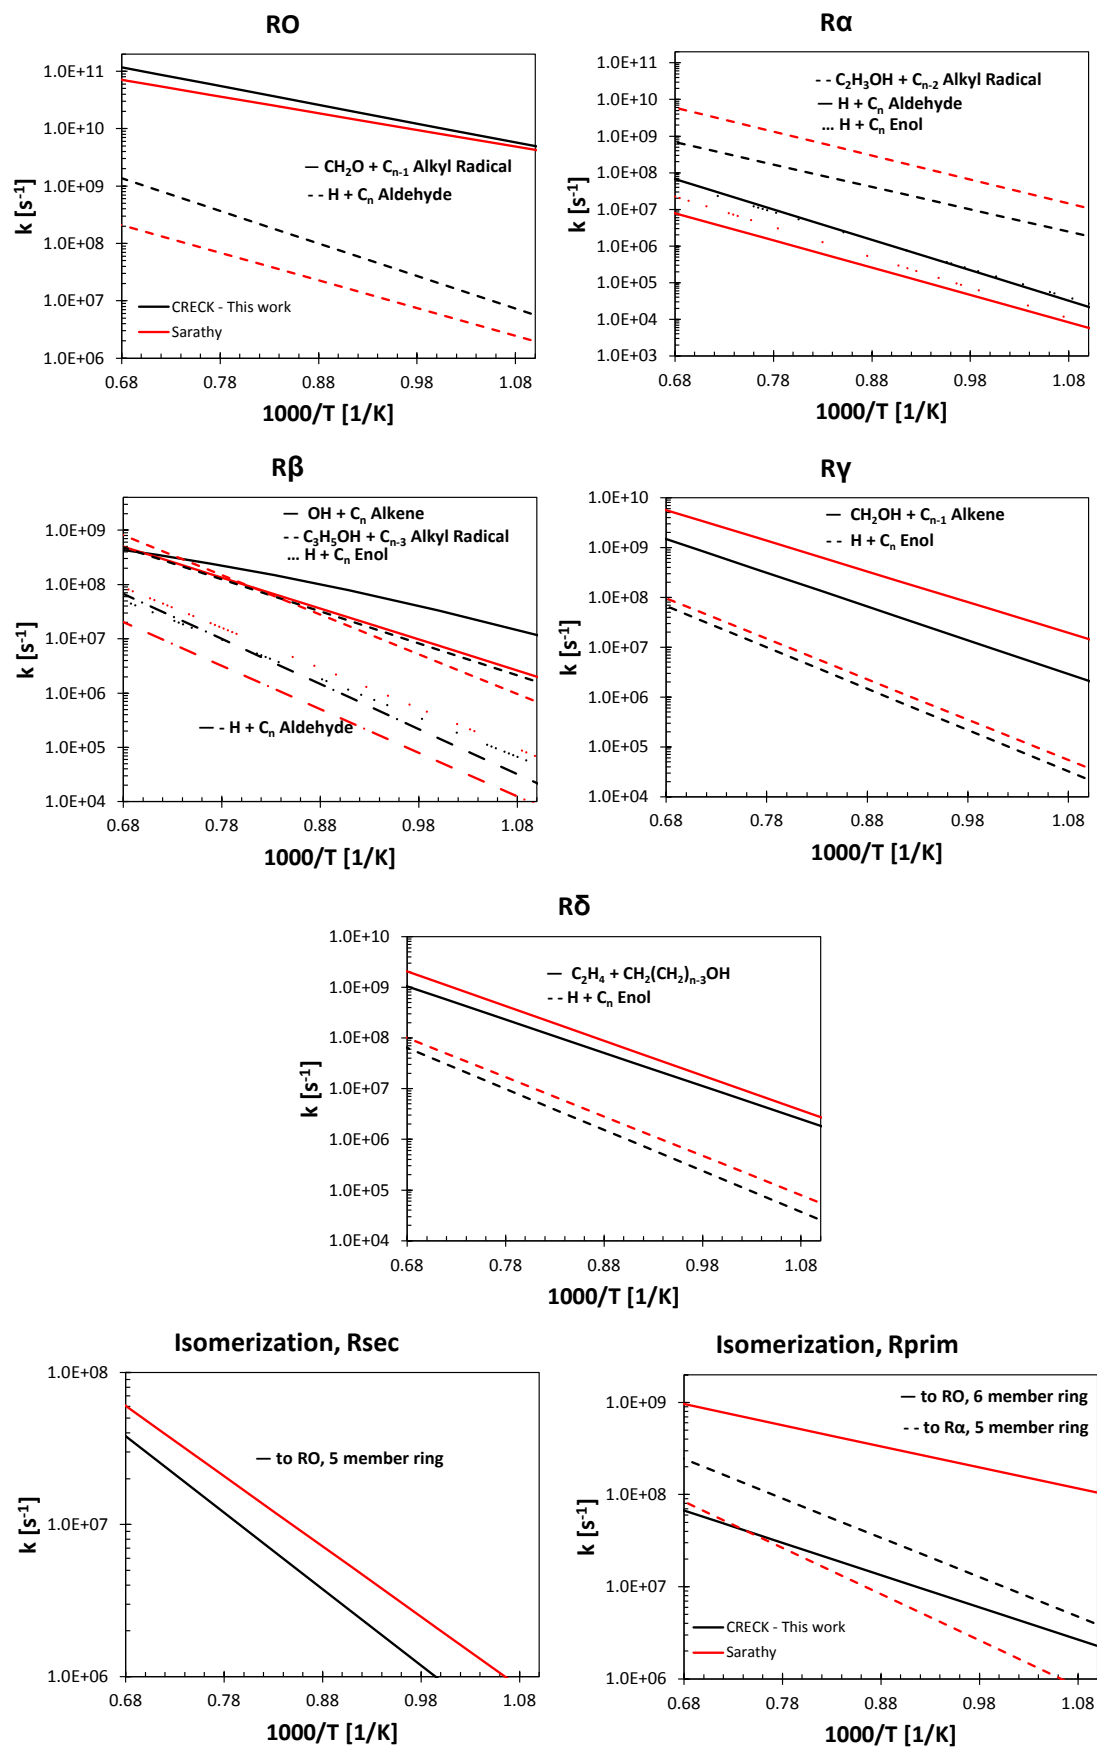 RO
1.0E+11
1.0E+10
1.0E+09
1.0E+08
1.0E+07
1.0E+06
k [s⁻¹]
— CH₂O + Cₙ₋₁ Alkyl Radical
- - H + Cₙ Aldehyde
CRECK - This work
Sarathy
0.68 0.78 0.88 0.98 1.08
1000/T [1/K]
Rα
1.0E+11
1.0E+10
1.0E+09
1.0E+08
1.0E+07
1.0E+06
1.0E+05
1.0E+04
1.0E+03
k [s⁻¹]
- - C₂H₃OH + Cₙ₋₂ Alkyl Radical
— H + Cₙ Aldehyde
... H + Cₙ Enol
0.68 0.78 0.88 0.98 1.08
1000/T [1/K]
Rβ
1.0E+09
1.0E+08
1.0E+07
1.0E+06
1.0E+05
1.0E+04
k [s⁻¹]
— OH + Cₙ Alkene
- - C₃H₅OH + Cₙ₋₃ Alkyl Radical
... H + Cₙ Enol
— - H + Cₙ Aldehyde
0.68 0.78 0.88 0.98 1.08
1000/T [1/K]
Rγ
1.0E+10
1.0E+09
1.0E+08
1.0E+07
1.0E+06
1.0E+05
1.0E+04
k [s⁻¹]
— CH₂OH + Cₙ₋₁ Alkene
- - H + Cₙ Enol
0.68 0.78 0.88 0.98 1.08
1000/T [1/K]
Rδ
1.0E+10
1.0E+09
1.0E+08
1.0E+07
1.0E+06
1.0E+05
1.0E+04
k [s⁻¹]
— C₂H₄ + CH₂(CH₂)ₙ₋₃OH
- - H + Cₙ Enol
0.68 0.78 0.88 0.98 1.08
1000/T [1/K]
Isomerization, Rsec
1.0E+08
1.0E+07
1.0E+06
k [s⁻¹]
— to RO, 5 member ring
0.68 0.78 0.88 0.98 1.08
1000/T [1/K]
Isomerization, Rprim
1.0E+09
1.0E+08
1.0E+07
1.0E+06
k [s⁻¹]
— to RO, 6 member ring
- - to Rα, 5 member ring
CRECK - This work
Sarathy
0.68 0.78 0.88 0.98 1.08
1000/T [1/K]